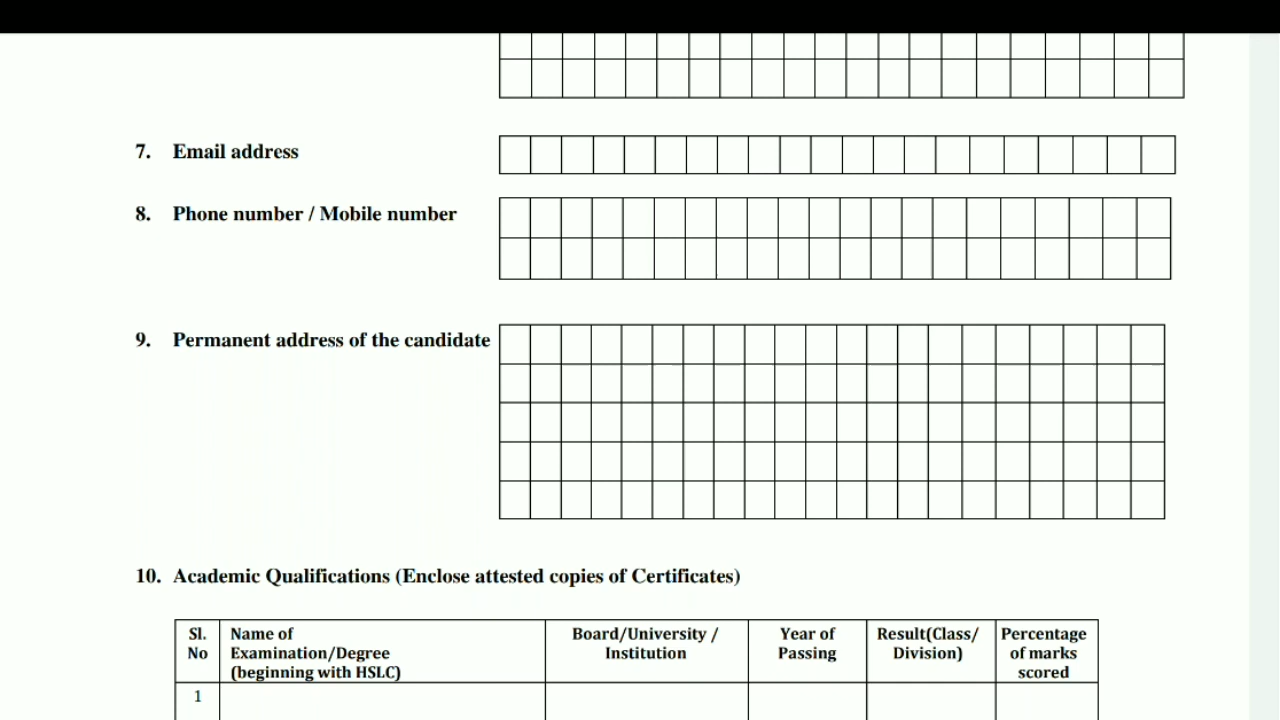 7. Email address
8. Phone number / Mobile number
9. Permanent address of the candidate
10. Academic Qualifications (Enclose attested copies of Certificates)
Sl. No
Name of Examination/Degree (beginning with HSLC)
Board/University / Institution
Year of Passing
Result(Class/ Division)
Percentage of marks scored
1